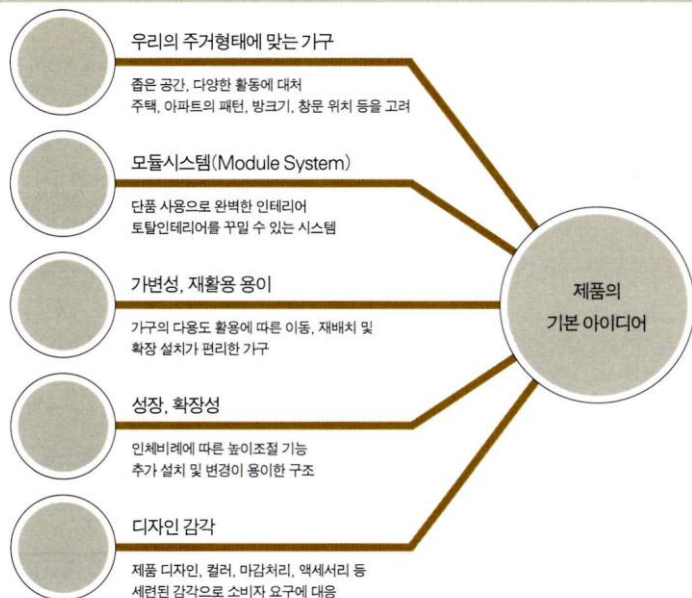 우리의 주거형태에 맞는 가구
좁은 공간, 다양한 활동에 대처
주택, 아파트의 패턴, 방크기, 창문 위치 등을 고려
모듈시스템(Module System)
단품 사용으로 완벽한 인테리어
토탈인테리어를 꾸밀 수 있는 시스템
가변성, 재활용 용이
가구의 다용도 활용에 따른 이동, 재배치 및
확장 설치가 편리한 가구
성장, 확장성
인체비례에 따른 높이조절 기능
추가 설치 및 변경이 용이한 구조
디자인 감각
제품 디자인, 컬러, 마감처리, 액세서리 등
세련된 감각으로 소비자 요구에 대응
제품의
기본 아이디어